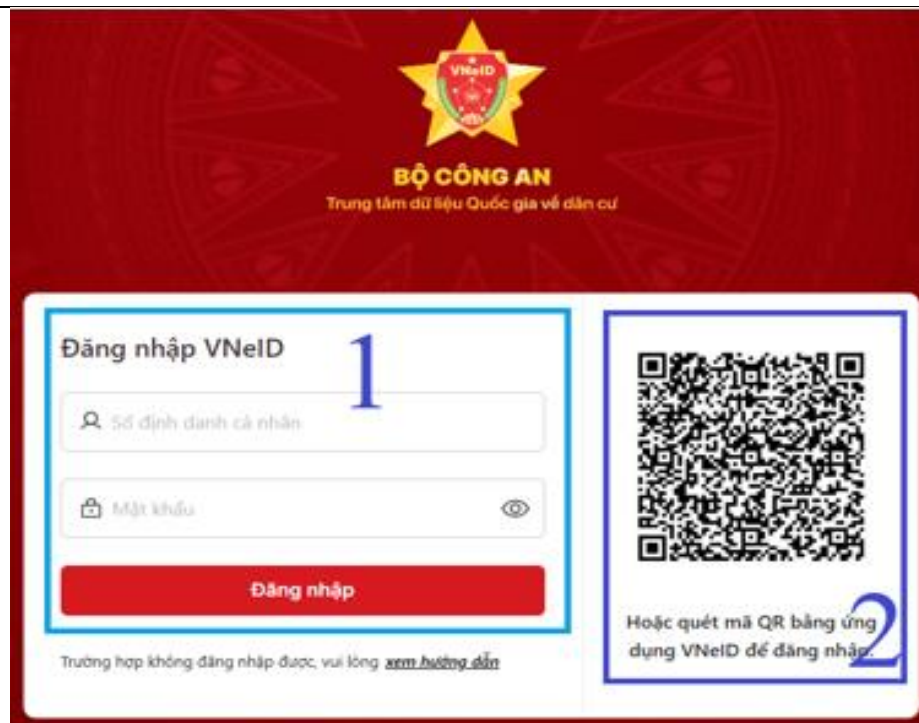 VNeID
BỘ CÔNG AN
Trung tâm dữ liệu Quốc gia về dân cư
Đăng nhập VNeID
1
Số định danh cá nhân
Mật khẩu
Đăng nhập
Trường hợp không đăng nhập được, vui lòng xem hướng dẫn
Hoặc quét mã QR bằng ứng
dụng VNeID để đăng nhập.
2